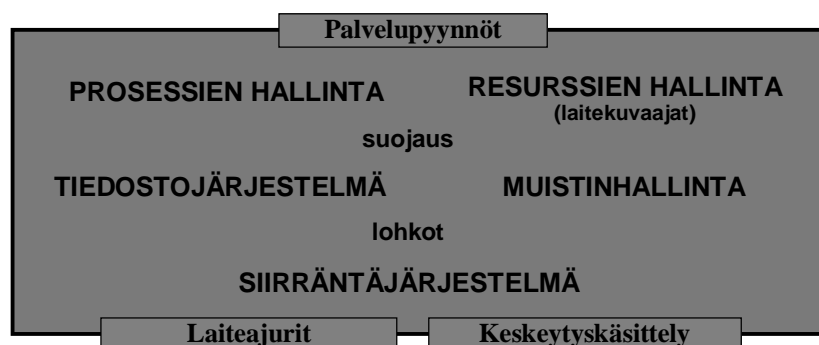 Palvelupyynnöt
PROSESSIEN HALLINTA
RESURSSIEN HALLINTA
(laitekuvaajat)
suojaus
TIEDOSTOJÄRJESTELMÄ
MUISTINHALLINTA
lohkot
SIIRRÄNTÄJÄRJESTELMÄ
Laiteajurit
Keskeytyskäsittely